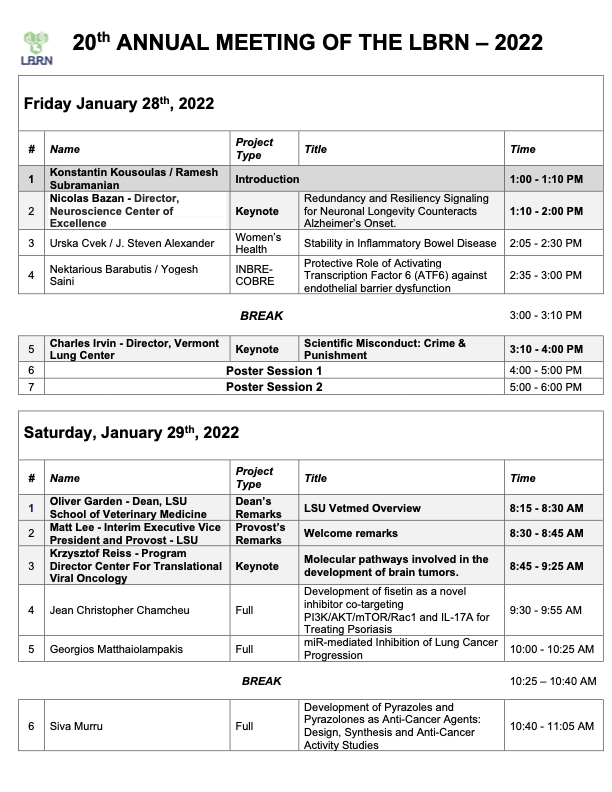 LBRN
20th ANNUAL MEETING OF THE LBRN – 2022
Friday January 28th, 2022
# Name Project Type Title Time
1 Konstantin Kousoulas / Ramesh Subramanian Introduction 1:00 - 1:10 PM
2 Nicolas Bazan - Director, Neuroscience Center of Excellence Keynote Redundancy and Resiliency Signaling for Neuronal Longevity Counteracts Alzheimer's Onset. 1:10 - 2:00 PM
3 Urska Cvek / J. Steven Alexander Women's Health Stability in Inflammatory Bowel Disease 2:05 - 2:30 PM
4 Nektarious Barabutis / Yogesh Saini INBRE-COBRE Protective Role of Activating Transcription Factor 6 (ATF6) against endothelial barrier dysfunction 2:35 - 3:00 PM
BREAK 3:00 - 3:10 PM
5 Charles Irvin - Director, Vermont Lung Center Keynote Scientific Misconduct: Crime & Punishment 3:10 - 4:00 PM
6 Poster Session 1 4:00 - 5:00 PM
7 Poster Session 2 5:00 - 6:00 PM
Saturday, January 29th, 2022
# Name Project Type Title Time
1 Oliver Garden - Dean, LSU School of Veterinary Medicine Dean's Remarks LSU Vetmed Overview 8:15 - 8:30 AM
2 Matt Lee - Interim Executive Vice President and Provost - LSU Provost's Remarks Welcome remarks 8:30 - 8:45 AM
3 Krzysztof Reiss - Program Director Center For Translational Viral Oncology Keynote Molecular pathways involved in the development of brain tumors. 8:45 - 9:25 AM
4 Jean Christopher Chamcheu Full Development of fisetin as a novel inhibitor co-targeting PI3K/AKT/mTOR/Rac1 and IL-17A for Treating Psoriasis 9:30 - 9:55 AM
5 Georgios Matthaiolampakis Full miR-mediated Inhibition of Lung Cancer Progression 10:00 - 10:25 AM
BREAK 10:25 – 10:40 AM
6 Siva Murru Full Development of Pyrazoles and Pyrazolones as Anti-Cancer Agents: Design, Synthesis and Anti-Cancer Activity Studies 10:40 - 11:05 AM